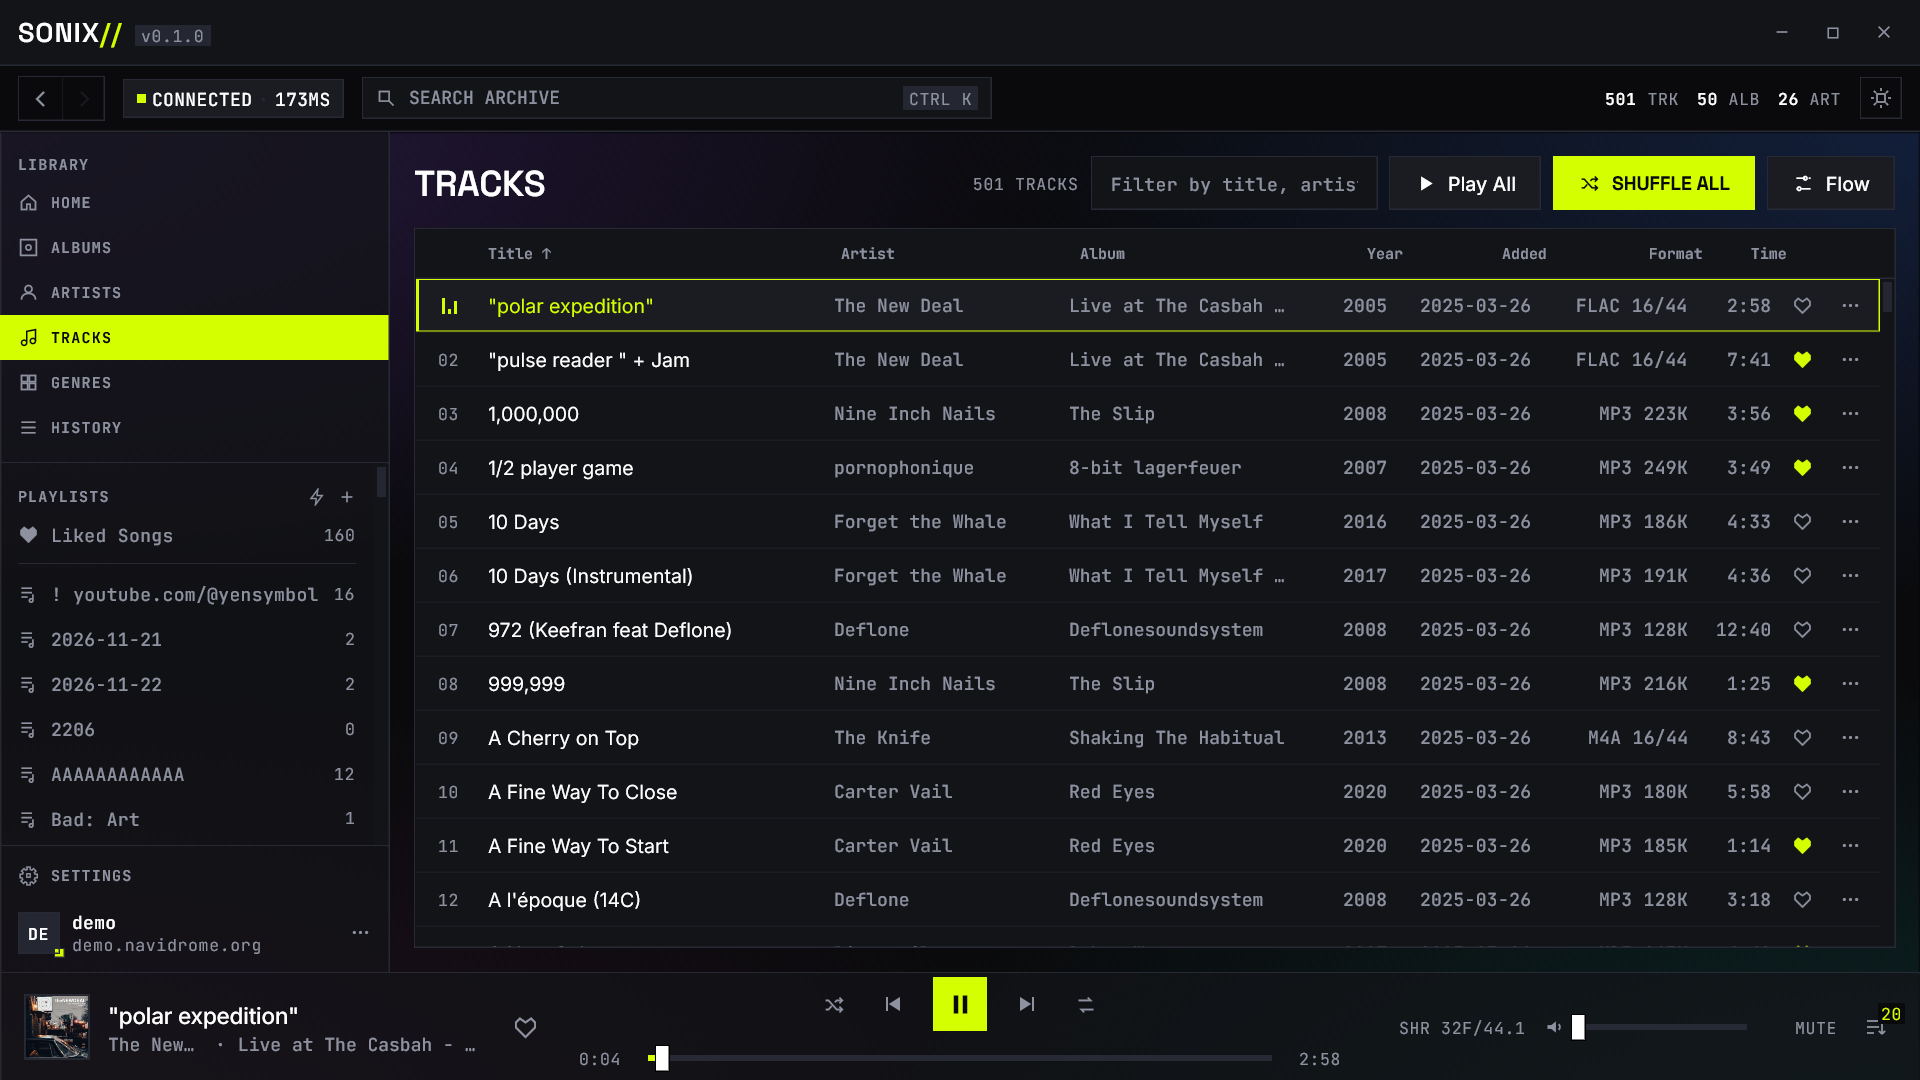 SONIX// v0.1.0
CONNECTED · 173MS
SEARCH ARCHIVE CTRL K
501 TRK 50 ALB 26 ART
LIBRARY
HOME
ALBUMS
ARTISTS
TRACKS
GENRES
HISTORY
PLAYLISTS
Liked Songs 160
! youtube.com/@yensymbol 16
2026-11-21 2
2026-11-22 2
2206 0
AAAAAAAAAAAA 12
Bad: Art 1
SETTINGS
DE
demo
demo.navidrome.org
TRACKS
501 TRACKS
Filter by title, artis
Play All
SHUFFLE ALL
Flow
Title ↑ Artist Album Year Added Format Time
"polar expedition" The New Deal Live at The Casbah … 2005 2025-03-26 FLAC 16/44 2:58
02 "pulse reader " + Jam The New Deal Live at The Casbah … 2005 2025-03-26 FLAC 16/44 7:41
03 1,000,000 Nine Inch Nails The Slip 2008 2025-03-26 MP3 223K 3:56
04 1/2 player game pornophonique 8-bit lagerfeuer 2007 2025-03-26 MP3 249K 3:49
05 10 Days Forget the Whale What I Tell Myself 2016 2025-03-26 MP3 186K 4:33
06 10 Days (Instrumental) Forget the Whale What I Tell Myself … 2017 2025-03-26 MP3 191K 4:36
07 972 (Keefran feat Deflone) Deflone Deflonesoundsystem 2008 2025-03-26 MP3 128K 12:40
08 999,999 Nine Inch Nails The Slip 2008 2025-03-26 MP3 216K 1:25
09 A Cherry on Top The Knife Shaking The Habitual 2013 2025-03-26 M4A 16/44 8:43
10 A Fine Way To Close Carter Vail Red Eyes 2020 2025-03-26 MP3 180K 5:58
11 A Fine Way To Start Carter Vail Red Eyes 2020 2025-03-26 MP3 185K 1:14
12 A l'époque (14C) Deflone Deflonesoundsystem 2008 2025-03-26 MP3 128K 3:18
"polar expedition"
The New… · Live at The Casbah - …
0:04
2:58
SHR 32F/44.1
MUTE
20